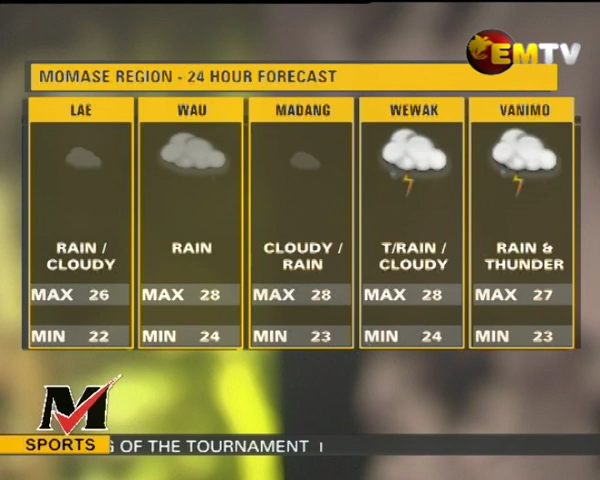 EMTV
MOMASE REGION - 24 HOUR FORECAST
LAE
RAIN /
CLOUDY
MAX 26
MIN 22
WAU
RAIN
MAX 28
MIN 24
MADANG
CLOUDY /
RAIN
MAX 28
MIN 23
WEWAK
T/RAIN /
CLOUDY
MAX 28
MIN 24
VANIMO
RAIN &
THUNDER
MAX 27
MIN 23
M
SPORTS
G OF THE TOURNAMENT I